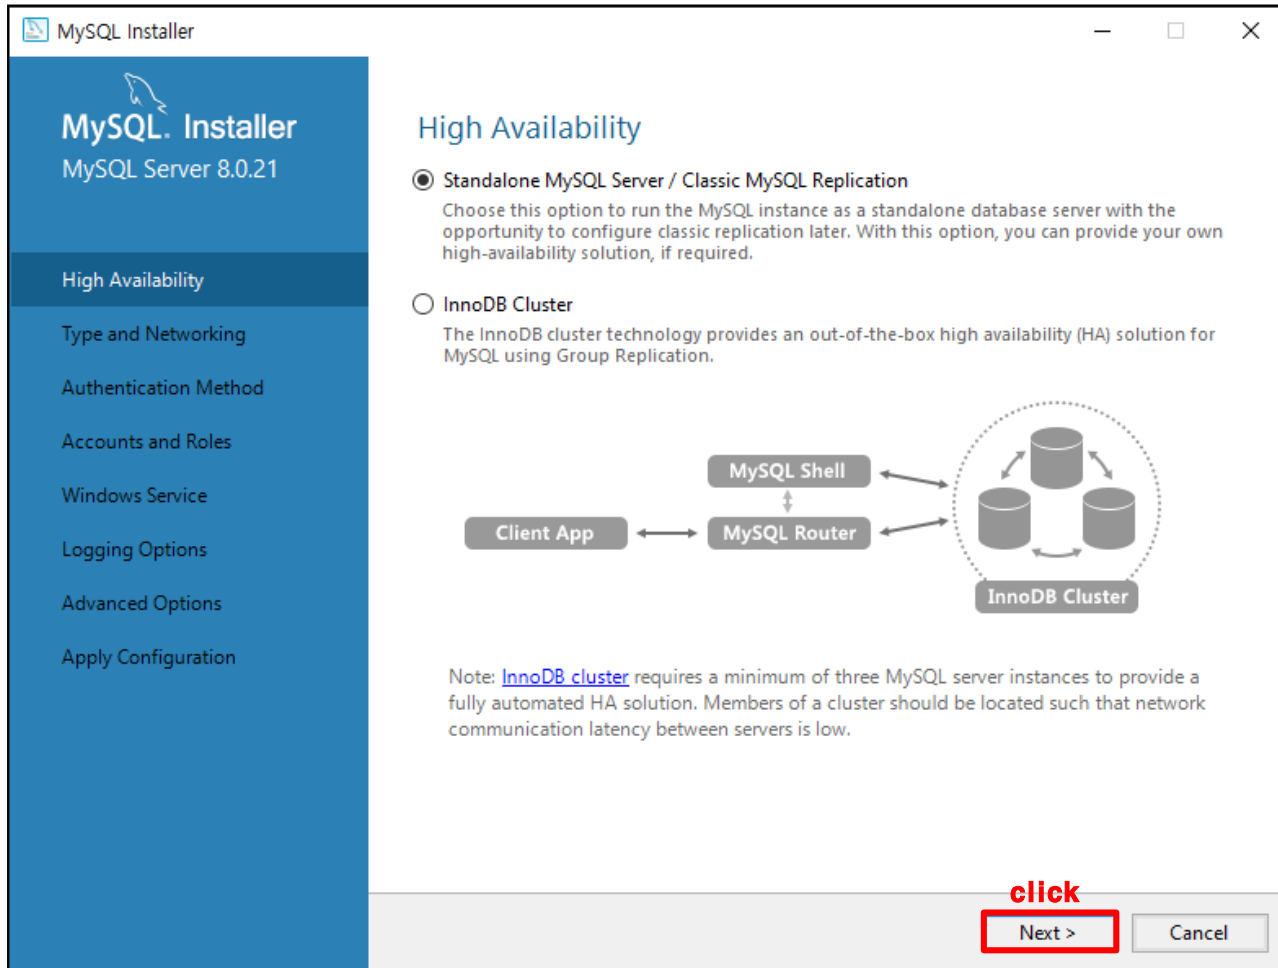 MySQL Installer
MySQL. Installer
MySQL Server 8.0.21
High Availability
Type and Networking
Authentication Method
Accounts and Roles
Windows Service
Logging Options
Advanced Options
Apply Configuration
High Availability
Standalone MySQL Server / Classic MySQL Replication
Choose this option to run the MySQL instance as a standalone database server with the
opportunity to configure classic replication later. With this option, you can provide your own
high-availability solution, if required.
InnoDB Cluster
The InnoDB cluster technology provides an out-of-the-box high availability (HA) solution for
MySQL using Group Replication.
MySQL Shell
Client App
MySQL Router
InnoDB Cluster
Note: InnoDB cluster requires a minimum of three MySQL server instances to provide a
fully automated HA solution. Members of a cluster should be located such that network
communication latency between servers is low.
click
Next >
Cancel